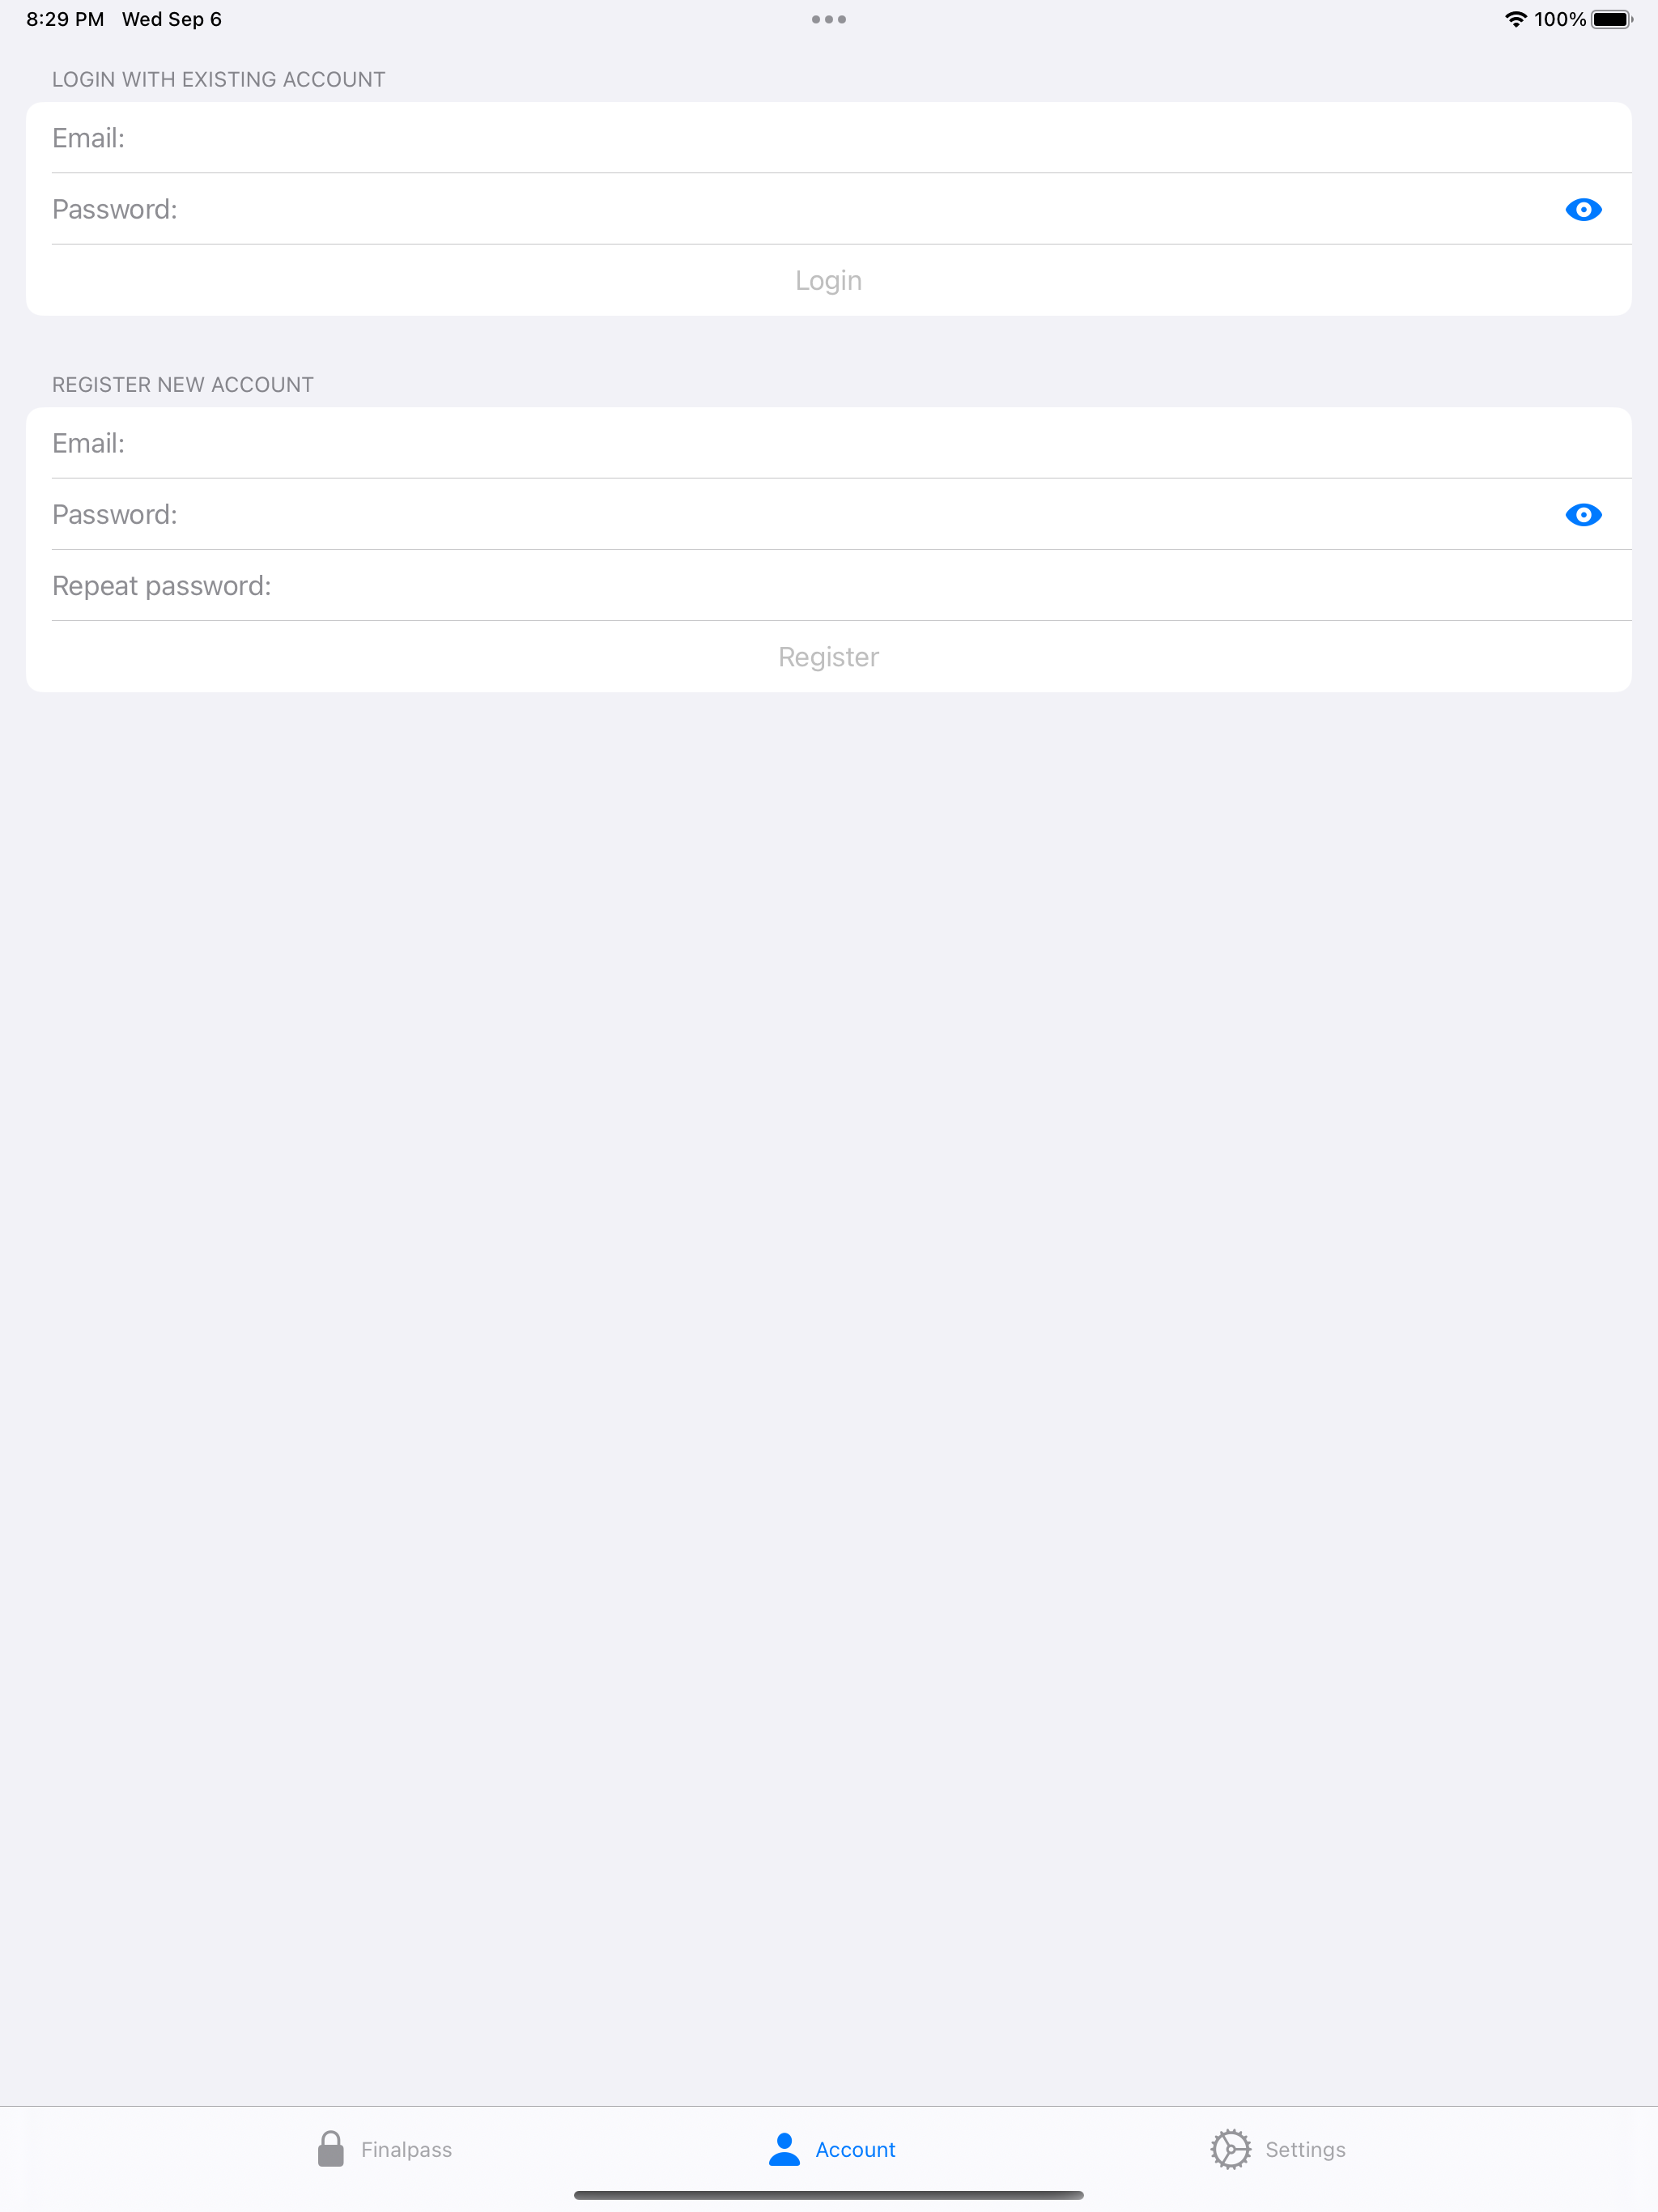 8:29 PM Wed Sep 6
100%
LOGIN WITH EXISTING ACCOUNT
Email:
Password:
Login
REGISTER NEW ACCOUNT
Email:
Password:
Repeat password:
Register
Finalpass
Account
Settings